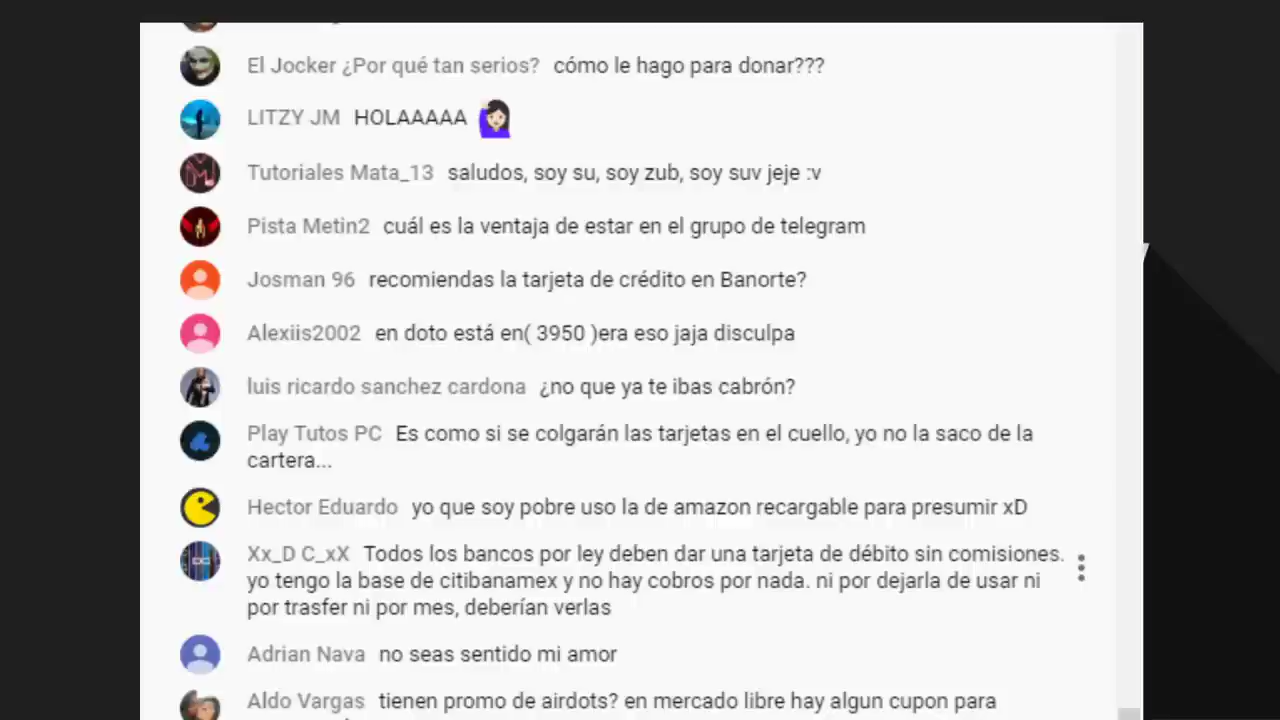 El Jocker ¿Por qué tan serios? cómo le hago para donar???
LITZY JM HOLAAAAA
Tutoriales Mata_13 saludos, soy su, soy zub, soy suv jeje :v
Pista Metin2 cuál es la ventaja de estar en el grupo de telegram
Josman 96 recomiendas la tarjeta de crédito en Banorte?
Alexiis2002 en doto está en( 3950 )era eso jaja disculpa
luis ricardo sanchez cardona ¿no que ya te ibas cabrón?
Play Tutos PC Es como si se colgarán las tarjetas en el cuello, yo no la saco de la
cartera...
Hector Eduardo yo que soy pobre uso la de amazon recargable para presumir xD
Xx_D C_xX Todos los bancos por ley deben dar una tarjeta de débito sin comisiones.
yo tengo la base de citibanamex y no hay cobros por nada. ni por dejarla de usar ni
por trasfer ni por mes, deberían verlas
Adrian Nava no seas sentido mi amor
Aldo Vargas tienen promo de airdots? en mercado libre hay algun cupon para